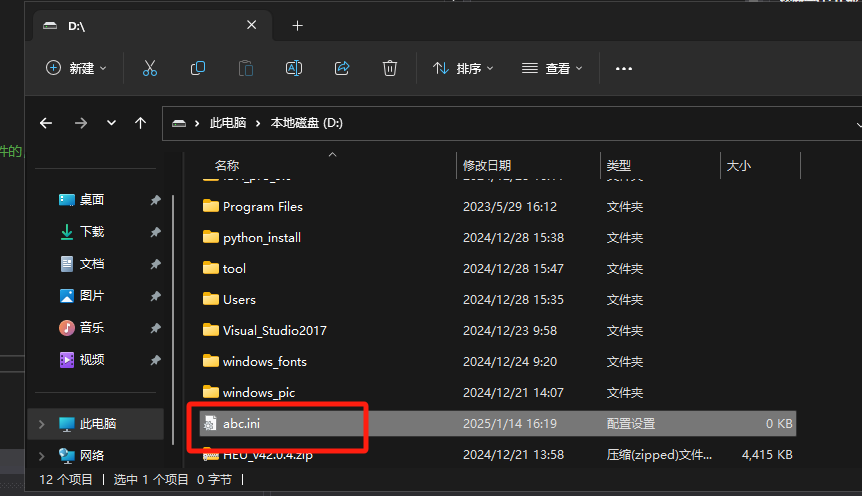 D:\
新建
排序
查看
此电脑 本地磁盘 (D:)
件的
名称 修改日期 类型 大小
Program Files 2023/5/29 16:12 文件夹
python_install 2024/12/28 15:38 文件夹
tool 2024/12/28 15:47 文件夹
Users 2024/12/28 15:35 文件夹
Visual_Studio2017 2024/12/23 9:58 文件夹
windows_fonts 2024/12/24 9:20 文件夹
windows_pic 2024/12/21 14:07 文件夹
abc.ini 2025/1/14 16:19 配置设置 0 KB
HEU_v42.0.4.zip 2024/12/21 13:58 压缩(zipped)文件... 4,415 KB
桌面
下载
文档
图片
音乐
视频
此电脑
网络
12 个项目 选中 1 个项目 0 字节